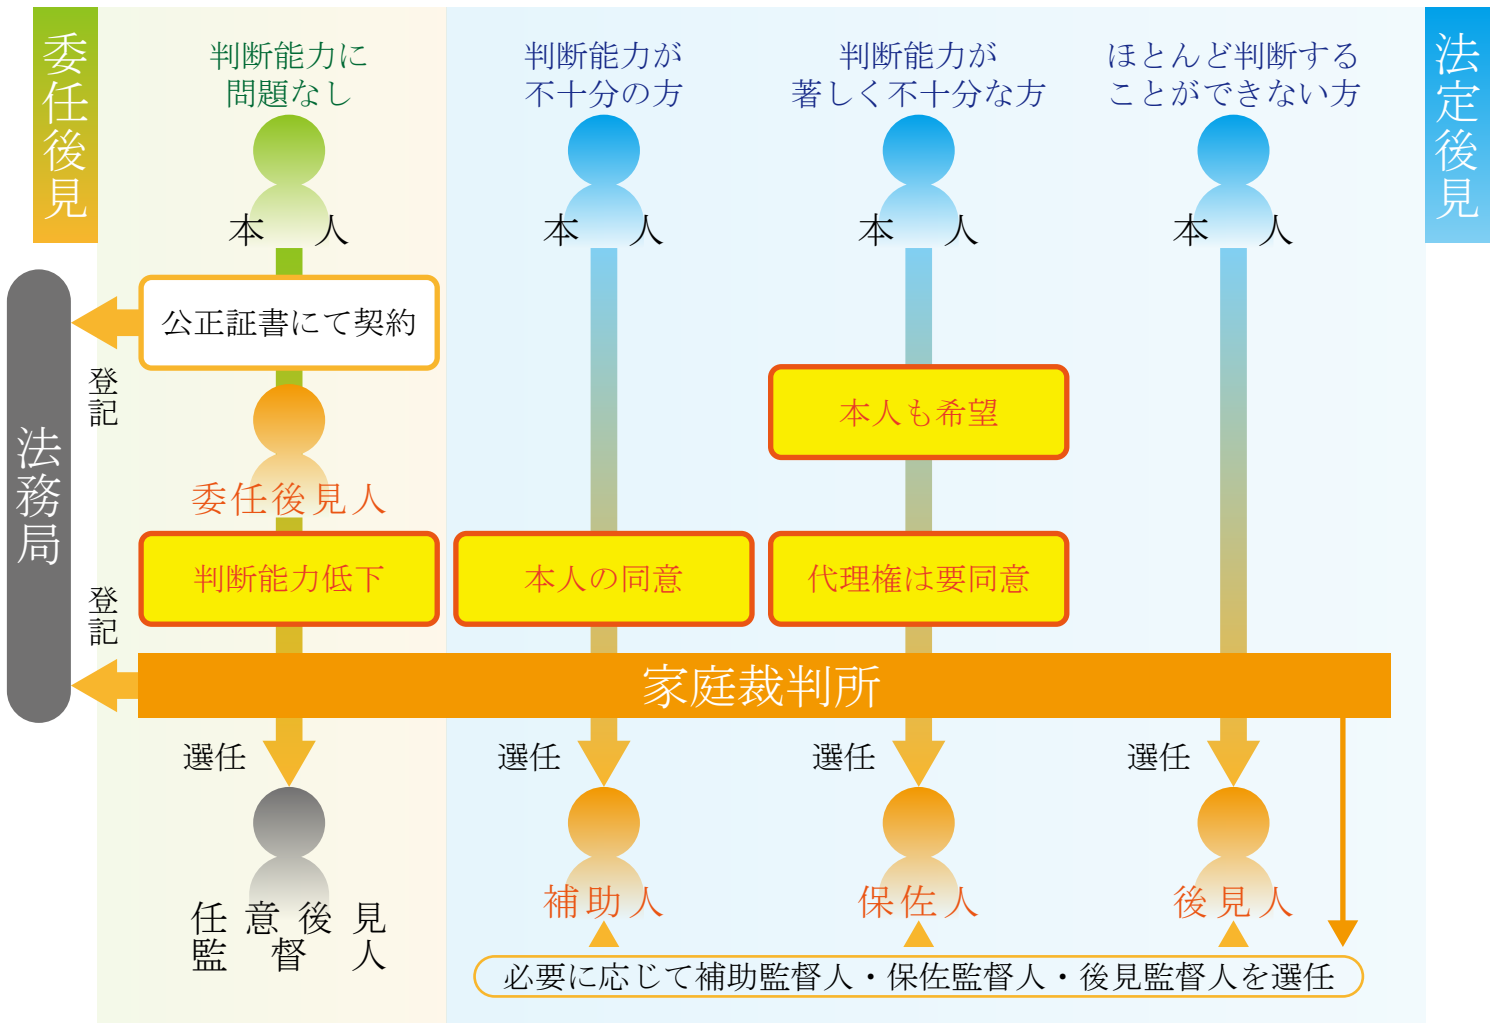 委任後見
判断能力に
問題なし
判断能力が
不十分の方
判断能力が
著しく不十分な方
ほとんど判断する
ことができない方
法定後見
本人
本人
本人
本人
公正証書にて契約
登記
本人も希望
法務局
委任後見人
判断能力低下
本人の同意
代理権は要同意
登記
家庭裁判所
選任
選任
選任
選任
任意後見
監督人
補助人
保佐人
後見人
必要に応じて補助監督人・保佐監督人・後見監督人を選任